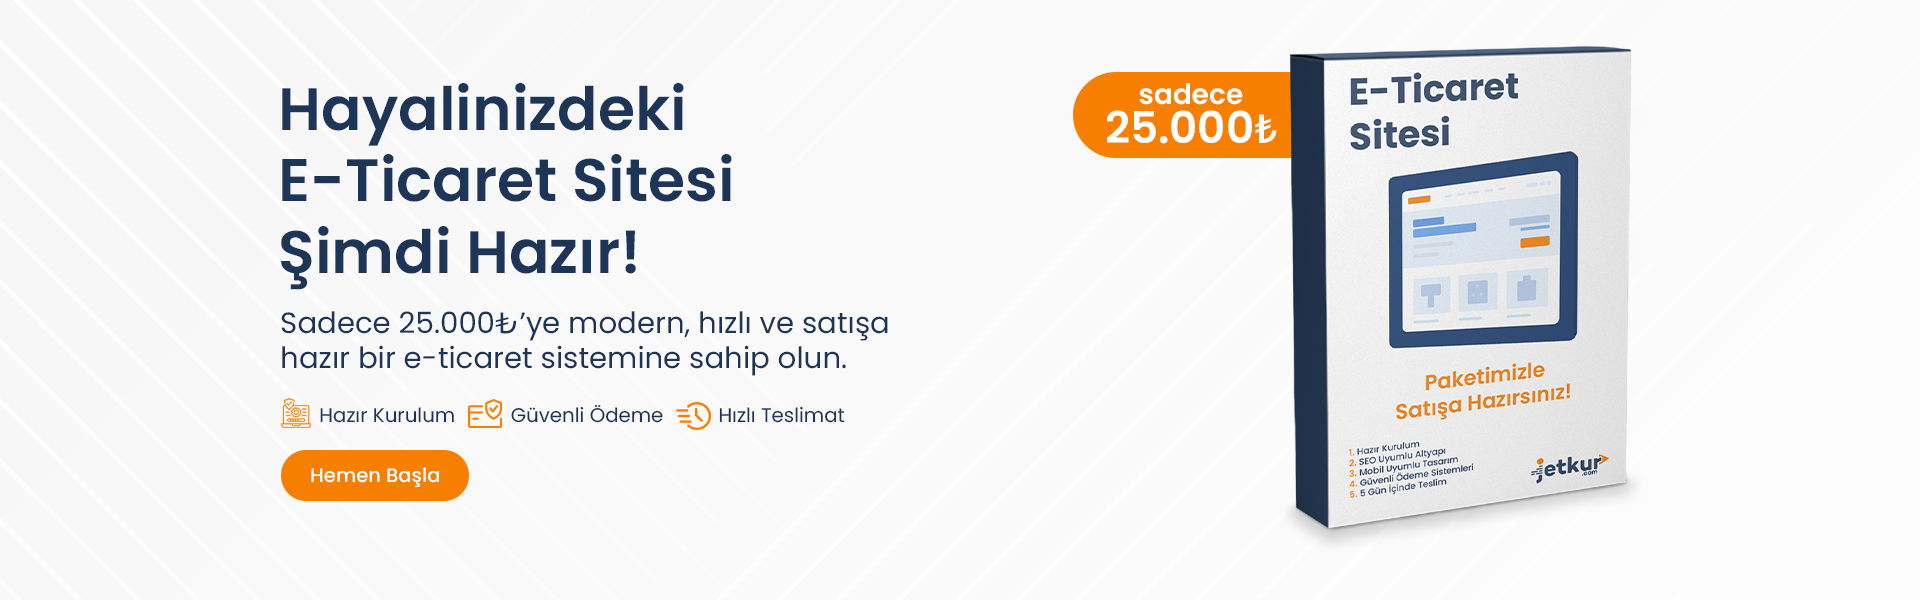 Hayalinizdeki
E-Ticaret Sitesi
Şimdi Hazır!
Sadece 25.000₺'ye modern, hızlı ve satışa
hazır bir e-ticaret sistemine sahip olun.
Hazır Kurulum Güvenli Ödeme Hızlı Teslimat
Hemen Başla
sadece
25.000₺
E-Ticaret
Sitesi
Paketimizle
Satışa Hazırsınız!
1. Hazır Kurulum
2. SEO Uyumlu Altyapı
3. Mobil Uyumlu Tasarım
4. Güvenli Ödeme Sistemleri
5. 5 Gün İçinde Teslim
jetkur
.com